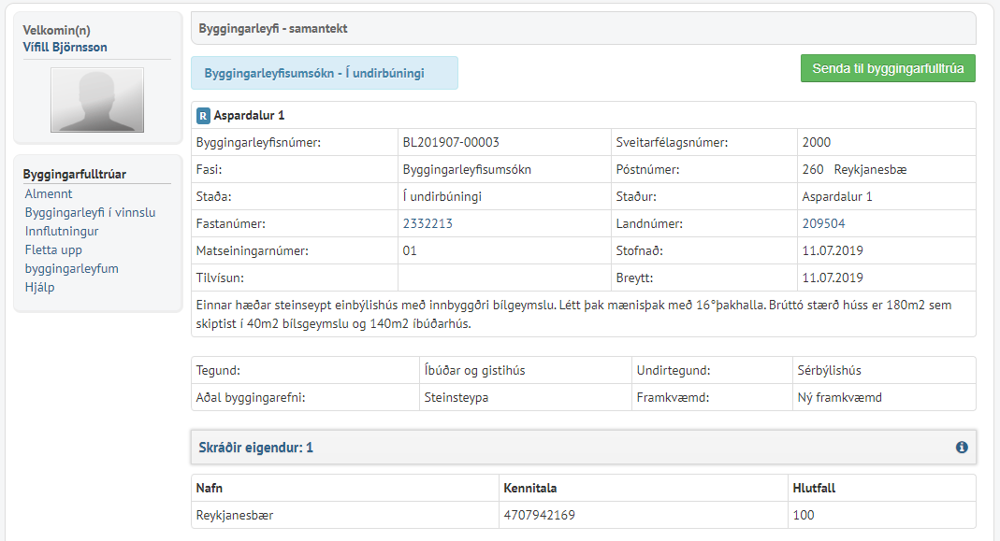 Velkomin(n)
Vífill Björnsson
Byggingarfulltrúar
Almennt
Byggingarleyfi í vinnslu
Innflutningur
Fletta upp
byggingarleyfum
Hjálp
Byggingarleyfi - samantekt
Byggingarleyfisumsókn - Í undirbúningi
Senda til byggingarfulltrúa
R Aspardalur 1
Byggingarleyfisnúmer: BL201907-00003 Sveitarfélagsnúmer: 2000
Fasi: Byggingarleyfisumsókn Póstnúmer: 260 Reykjanesbæ
Staða: Í undirbúningi Staður: Aspardalur 1
Fastanúmer: 2332213 Landnúmer: 209504
Matseiningarnúmer: 01 Stofnað: 11.07.2019
Tilvísun: Breytt: 11.07.2019
Einnar hæðar steinseypt einbýlishús með innbyggðri bílgeymslu. Létt þak mænisþak með 16°þakhalla. Brúttó stærð húss er 180m2 sem
skiptist í 40m2 bílsgeymslu og 140m2 íbúðarhús.
Tegund: Íbúðar og gistihús Undirtegund: Sérbýlishús
Aðal byggingarefni: Steinsteypa Framkvæmd: Ný framkvæmd
Skráðir eigendur: 1
Nafn Kennitala Hlutfall
Reykjanesbær 4707942169 100